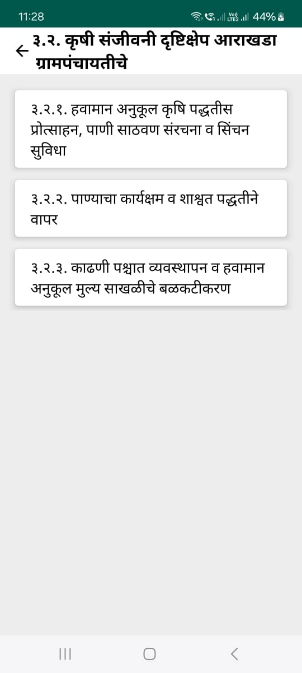 11:28
44%
३.२. कृषी संजीवनी दृष्टिक्षेप आराखडा
ग्रामपंचायतीचे
३.२.१. हवामान अनुकूल कृषि पद्धतीस
प्रोत्साहन, पाणी साठवण संरचना व सिंचन
सुविधा
३.२.२. पाण्याचा कार्यक्षम व शाश्वत पद्धतीने
वापर
३.२.३. काढणी पश्चात व्यवस्थापन व हवामान
अनुकूल मुल्य साखळीचे बळकटीकरण